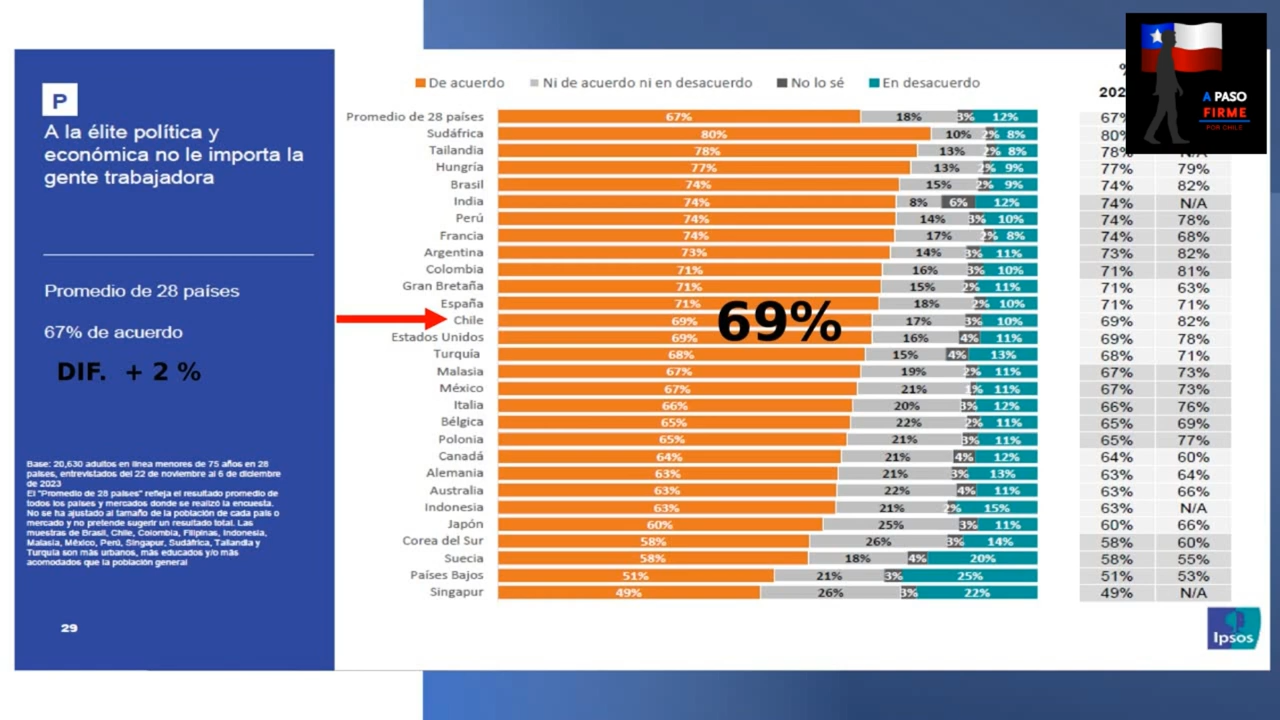 P
A la élite política y
económica no le importa la
gente trabajadora
Promedio de 28 países
67% de acuerdo
DIF. + 2 %
Base: 20,630 adultos en línea menores de 75 años en 28
países, entrevistados del 22 de noviembre al 6 de diciembre
de 2023
El "Promedio de 28 países" refleja el resultado promedio de
todos los países y mercados donde se realizó la encuesta.
No se ha ajustado al tamaño de la población de cada país o
mercado y no pretende sugerir un resultado total. Las
muestras de Brasil, Chile, Colombia, Filipinas, Indonesia,
Malasia, México, Perú, Singapur, Sudáfrica, Tailandia y
Turquía son más urbanos, más educados y/o más
acomodados que la población general
29
De acuerdo Ni de acuerdo ni en desacuerdo No lo sé En desacuerdo
Promedio de 28 países 67% 18% 3% 12% 67%
Sudáfrica 80% 10% 2% 8% 80%
Tailandia 78% 13% 2% 8% 78% N/A
Hungría 77% 13% 2% 9% 77% 79%
Brasil 74% 15% 2% 9% 74% 82%
India 74% 8% 6% 12% 74% N/A
Perú 74% 14% 3% 10% 74% 78%
Francia 74% 17% 2% 8% 74% 68%
Argentina 73% 14% 3% 11% 73% 82%
Colombia 71% 16% 3% 10% 71% 81%
Gran Bretaña 71% 15% 2% 11% 71% 63%
España 71% 18% 2% 10% 71% 71%
Chile 69% 17% 3% 10% 69% 82%
69%
Estados Unidos 69% 16% 4% 11% 69% 78%
Turquía 68% 15% 4% 13% 68% 71%
Malasia 67% 19% 2% 11% 67% 73%
México 67% 21% 1% 11% 67% 73%
Italia 66% 20% 3% 12% 66% 76%
Bélgica 65% 22% 2% 11% 65% 69%
Polonia 65% 21% 3% 11% 65% 77%
Canadá 64% 21% 4% 12% 64% 60%
Alemania 63% 21% 3% 13% 63% 64%
Australia 63% 22% 4% 11% 63% 66%
Indonesia 63% 21% 2% 15% 63% N/A
Japón 60% 25% 3% 11% 60% 66%
Corea del Sur 58% 26% 3% 14% 58% 60%
Suecia 58% 18% 4% 20% 58% 55%
Países Bajos 51% 21% 3% 25% 51% 53%
Singapur 49% 26% 3% 22% 49% N/A
A PASO
FIRME
POR CHILE
Ipsos